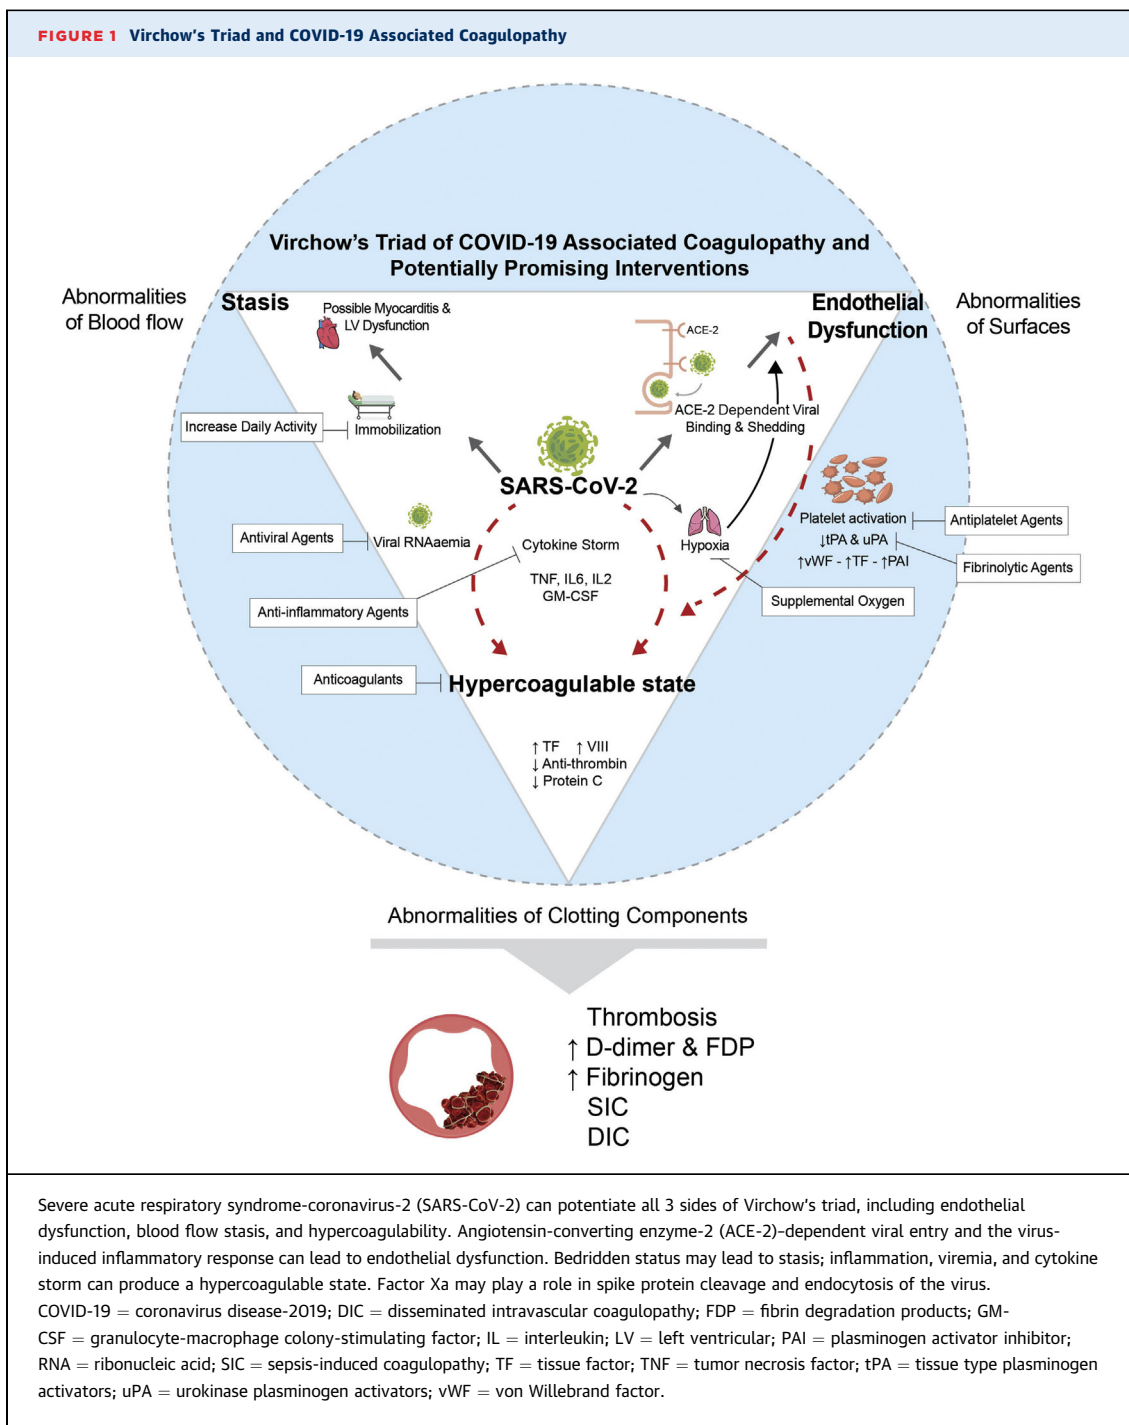 FIGURE 1 Virchow's Triad and COVID-19 Associated Coagulopathy
Virchow's Triad of COVID-19 Associated Coagulopathy and
Potentially Promising Interventions
Abnormalities
of Blood flow
Stasis
Possible Myocarditis &
LV Dysfunction
ACE-2
Endothelial
Dysfunction
Abnormalities
of Surfaces
ACE-2 Dependent Viral
Binding & Shedding
Increase Daily Activity
Immobilization
SARS-CoV-2
Platelet activation
Antiplatelet Agents
↓tPA & uPA
↑vWF - ↑TF - ↑PAI
Fibrinolytic Agents
Antiviral Agents
Viral RNAaemia
Cytokine Storm
Hypoxia
TNF, IL6, IL2
GM-CSF
Anti-inflammatory Agents
Supplemental Oxygen
Anticoagulants
Hypercoagulable state
↑ TF ↑ VIII
↓ Anti-thrombin
↓ Protein C
Abnormalities of Clotting Components
Thrombosis
↑ D-dimer & FDP
↑ Fibrinogen
SIC
DIC
Severe acute respiratory syndrome-coronavirus-2 (SARS-CoV-2) can potentiate all 3 sides of Virchow's triad, including endothelial
dysfunction, blood flow stasis, and hypercoagulability. Angiotensin-converting enzyme-2 (ACE-2)–dependent viral entry and the virus-
induced inflammatory response can lead to endothelial dysfunction. Bedridden status may lead to stasis; inflammation, viremia, and cytokine
storm can produce a hypercoagulable state. Factor Xa may play a role in spike protein cleavage and endocytosis of the virus.
COVID-19 = coronavirus disease-2019; DIC = disseminated intravascular coagulopathy; FDP = fibrin degradation products; GM-
CSF = granulocyte-macrophage colony-stimulating factor; IL = interleukin; LV = left ventricular; PAI = plasminogen activator inhibitor;
RNA = ribonucleic acid; SIC = sepsis-induced coagulopathy; TF = tissue factor; TNF = tumor necrosis factor; tPA = tissue type plasminogen
activators; uPA = urokinase plasminogen activators; vWF = von Willebrand factor.